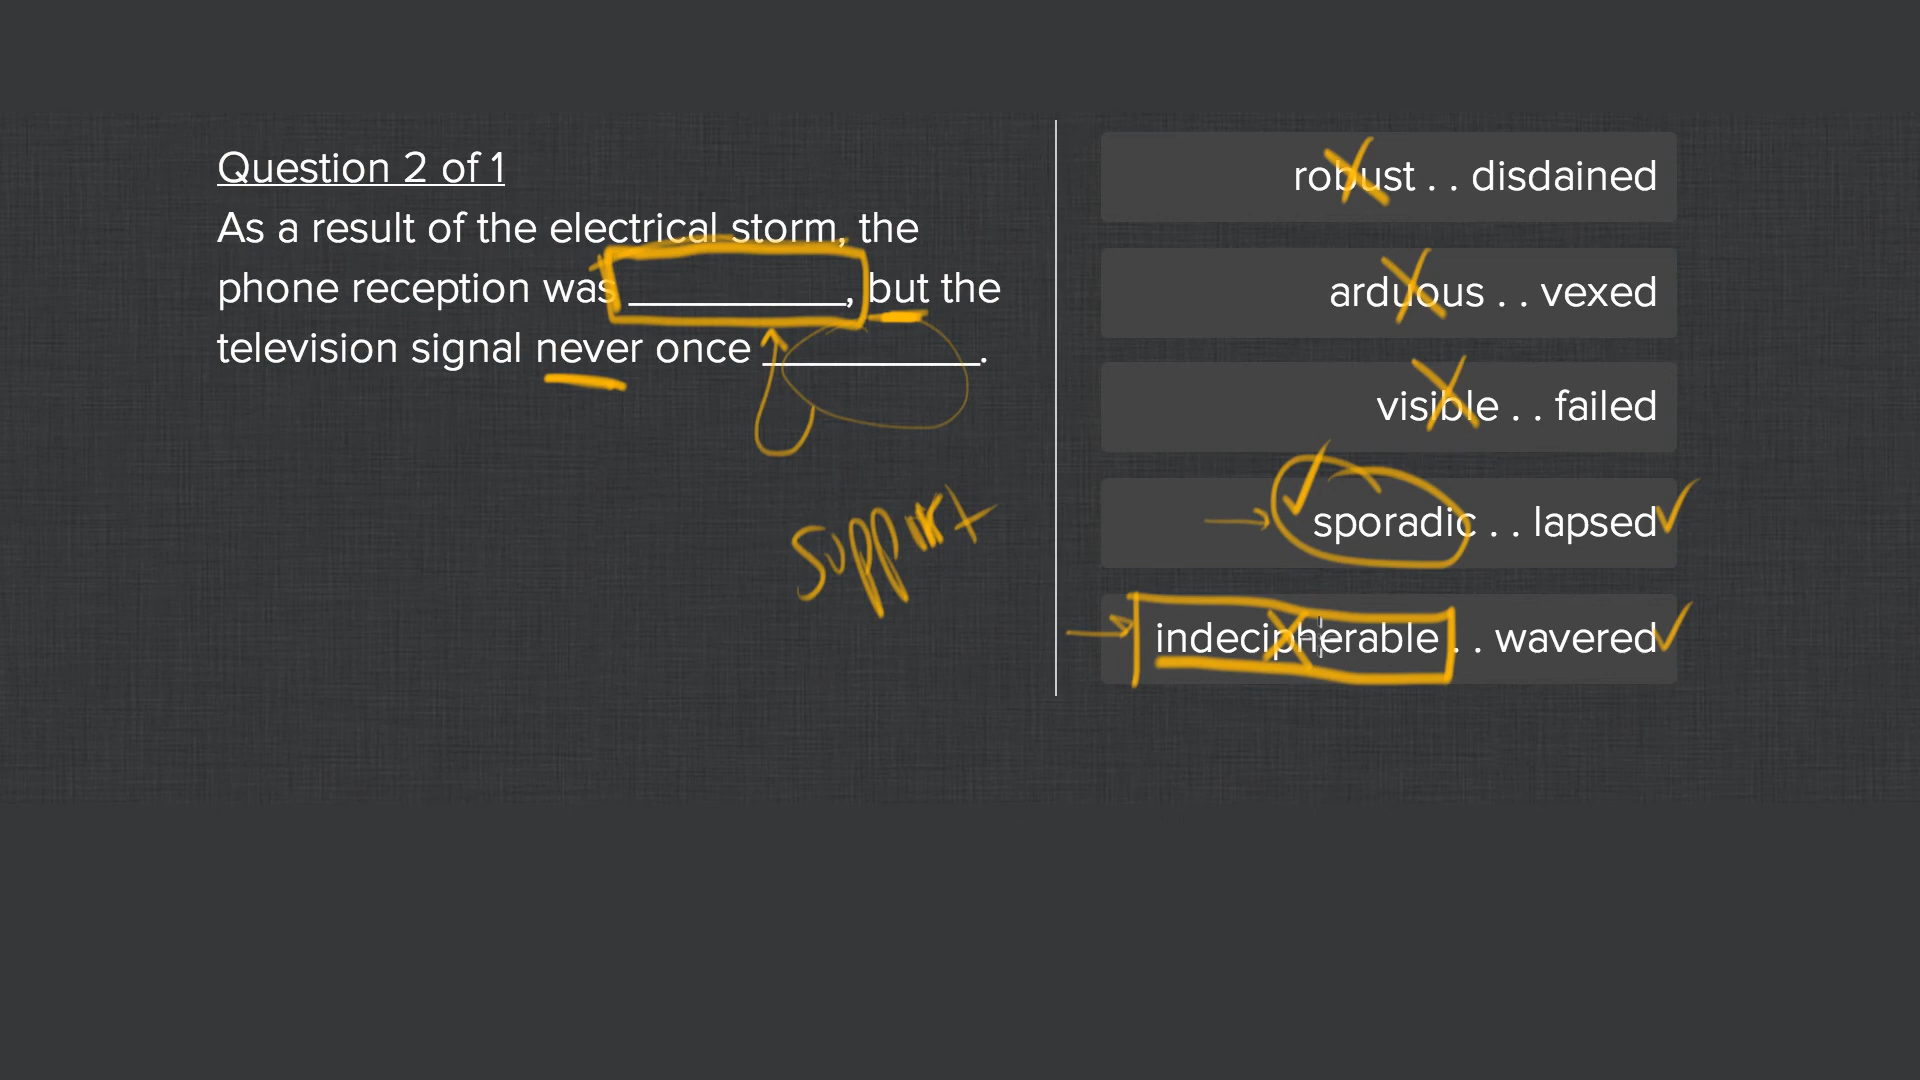 Question 2 of 1
As a result of the electrical storm, the
phone reception was __________, but the
television signal never once __________.
support
robust . . disdained
arduous . . vexed
visible . . failed
sporadic . . lapsed
indecipherable . . wavered